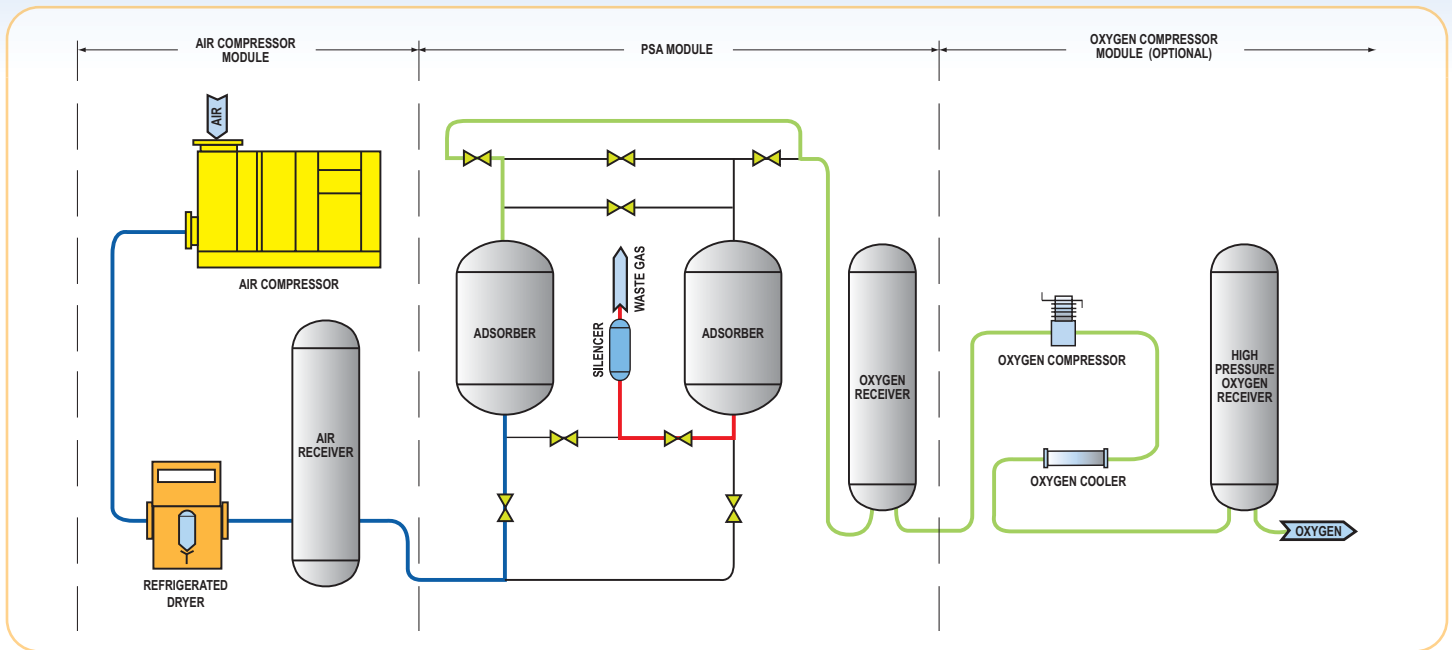 AIR COMPRESSOR
MODULE
PSA MODULE
OXYGEN COMPRESSOR
MODULE (OPTIONAL)
AIR
AIR COMPRESSOR
AIR
RECEIVER
REFRIGERATED
DRYER
ADSORBER
SILENCER
WASTE GAS
ADSORBER
OXYGEN
RECEIVER
OXYGEN COMPRESSOR
OXYGEN COOLER
HIGH
PRESSURE
OXYGEN
RECEIVER
OXYGEN